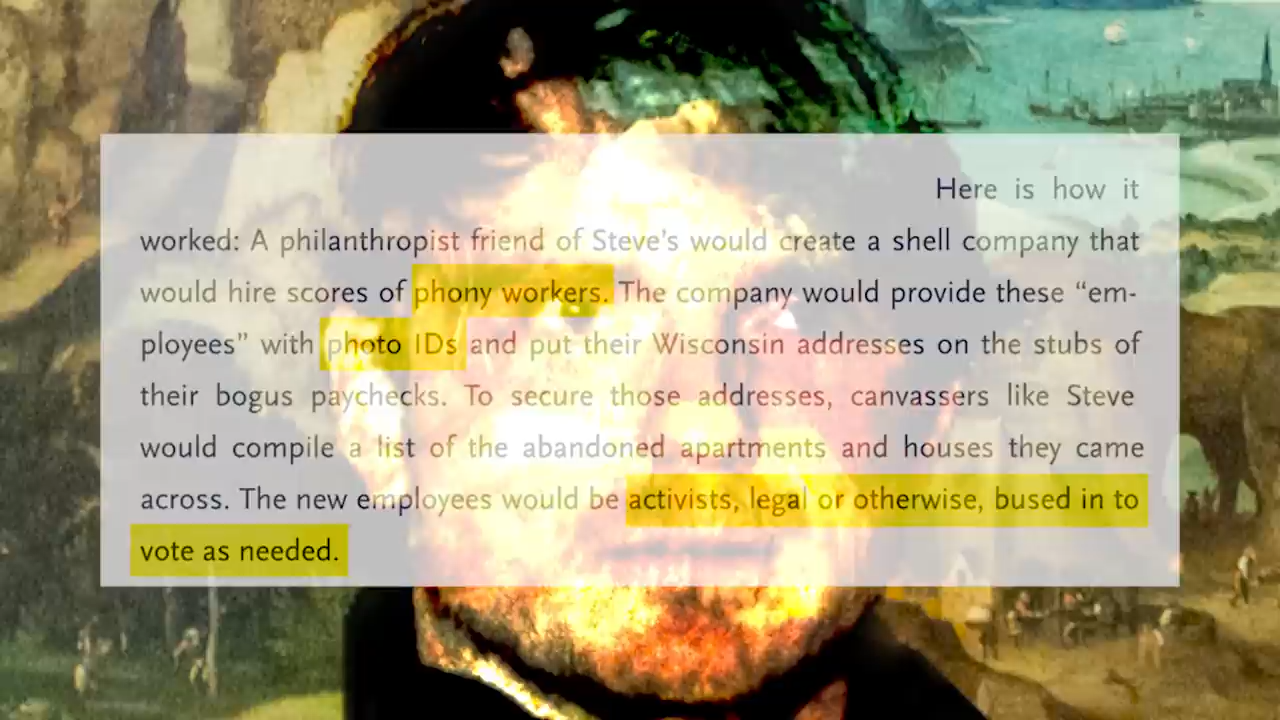 Here is how it
worked: A philanthropist friend of Steve’s would create a shell company that
would hire scores of phony workers. The company would provide these “em-
ployees” with photo IDs and put their Wisconsin addresses on the stubs of
their bogus paychecks. To secure those addresses, canvassers like Steve
would compile a list of the abandoned apartments and houses they came
across. The new employees would be activists, legal or otherwise, bused in to
vote as needed.